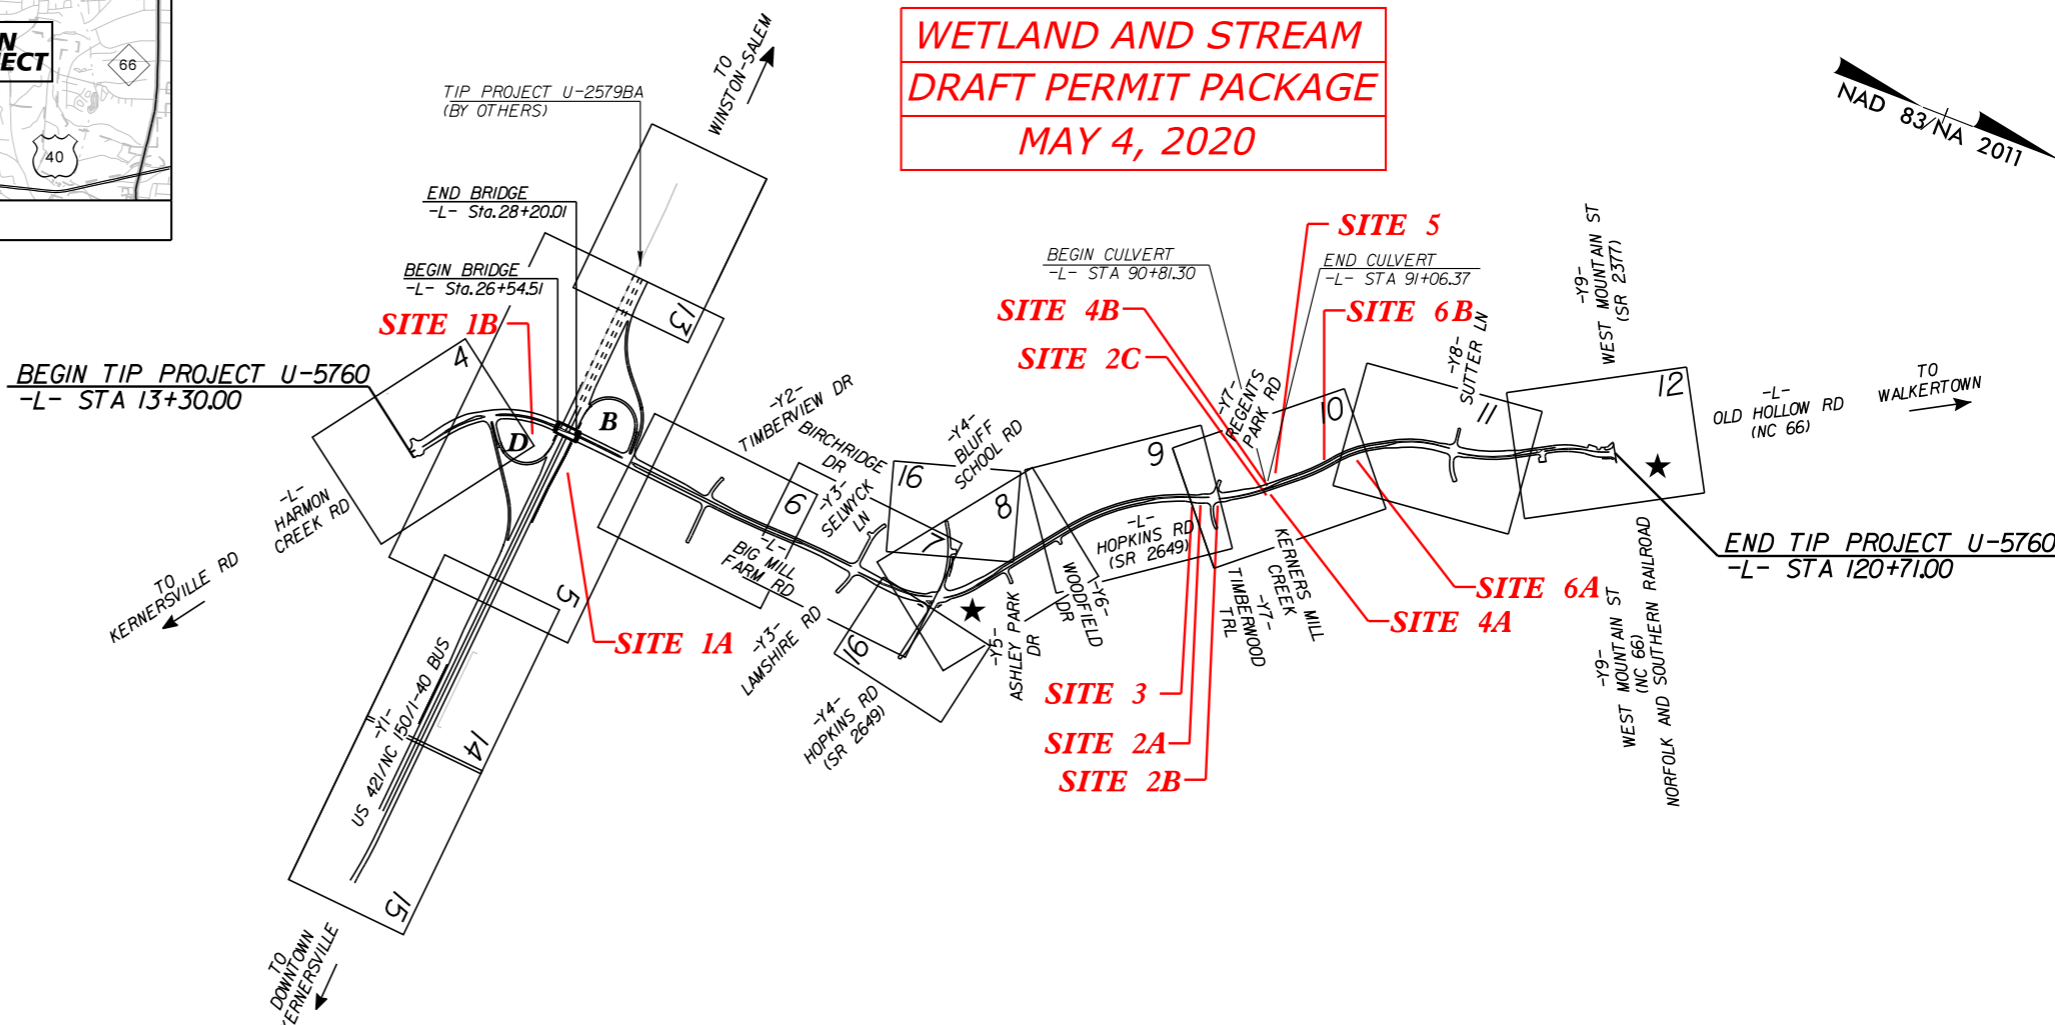 N
ECT
66
40
WETLAND AND STREAM
DRAFT PERMIT PACKAGE
MAY 4, 2020
NAD 83/NA 2011
TO
WINSTON-SALEM
TIP PROJECT U-2579BA
(BY OTHERS)
END BRIDGE
-L- Sta.28+20.01
BEGIN BRIDGE
-L- Sta.26+54.51
SITE 1B
BEGIN TIP PROJECT U-5760
-L- STA 13+30.00
4
13
D
B
5
-L-
HARMON
CREEK RD
TO
KERNERSVILLE RD
SITE 1A
-Y1-
US 421/NC 150/I-40 BUS
14
15
TO
DOWNTOWN
KERNERSVILLE
-Y2-
TIMBERVIEW DR
BIRCHRIDGE
DR
-Y3-
SELWYCK
LN
6
-L-
BIG MILL
FARM RD
-Y3-
LAMSHIRE RD
16
-Y4-
BLUFF
SCHOOL RD
7
8
16
-Y4-
HOPKINS RD
(SR 2649)
-Y5-
ASHLEY PARK
DR
-Y6-
WOODFIELD
DR
9
-L-
HOPKINS RD
(SR 2649)
BEGIN CULVERT
-L- STA 90+81.30
END CULVERT
-L- STA 91+06.37
SITE 5
SITE 4B
SITE 2C
SITE 6B
-Y7-
REGENTS
PARK RD
10
-Y7-
TIMBERWOOD
TRL
KERNERS MILL
CREEK
SITE 3
SITE 2A
SITE 2B
SITE 6A
SITE 4A
-Y8-
SUTTER LN
11
-Y9-
WEST MOUNTAIN ST
(SR 2377)
12
-L-
OLD HOLLOW RD
(NC 66)
TO
WALKERTOWN
END TIP PROJECT U-5760
-L- STA 120+71.00
-Y9-
WEST MOUNTAIN ST
(NC 66)
NORFOLK AND SOUTHERN RAILROAD